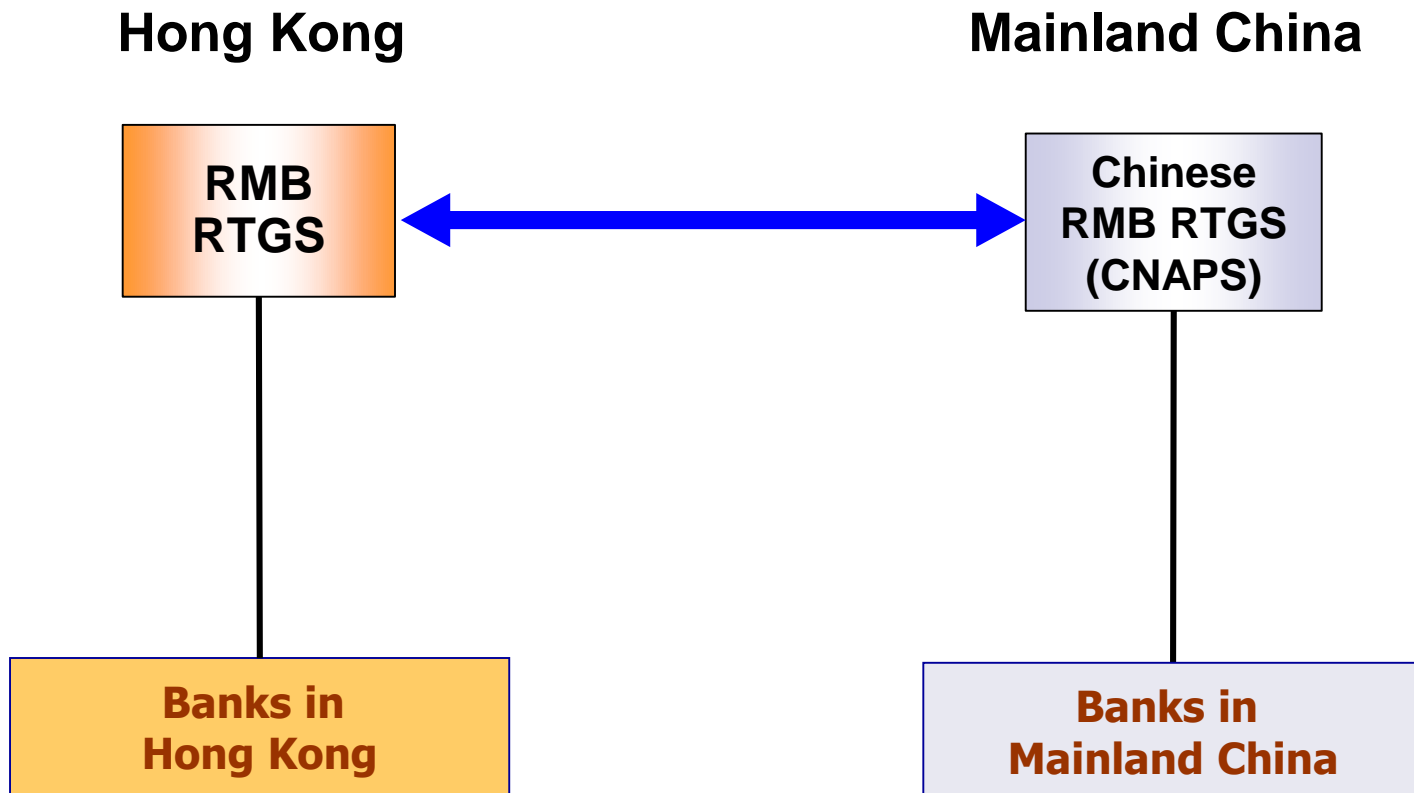 Hong Kong
Mainland China
RMB
RTGS
Chinese
RMB RTGS
(CNAPS)
Banks in
Hong Kong
Banks in
Mainland China